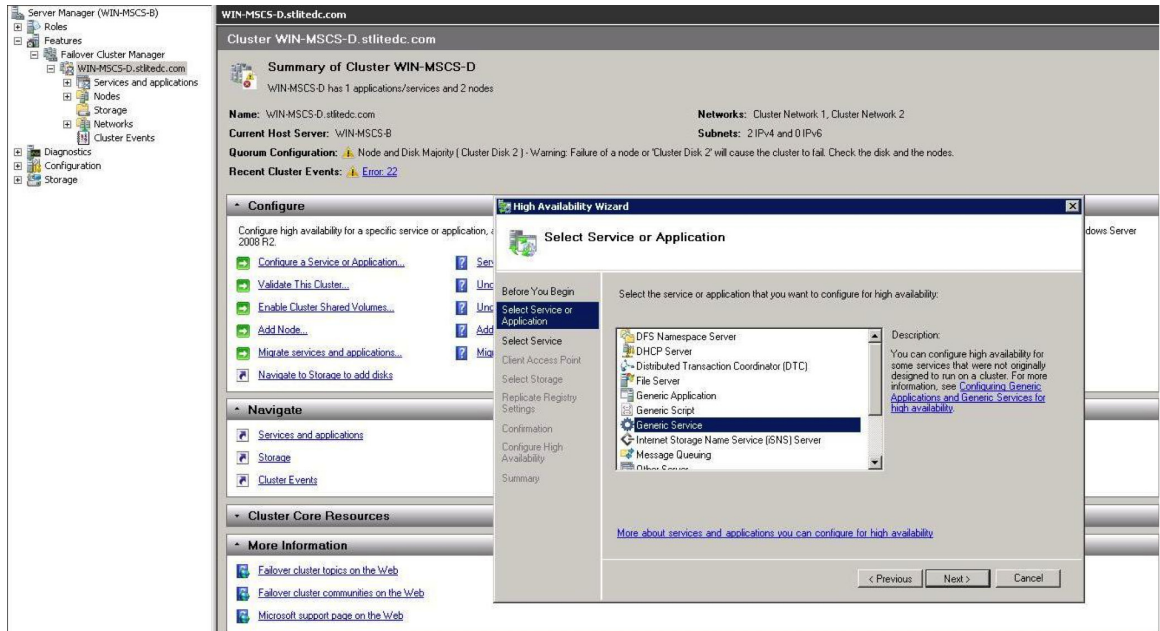 Server Manager (WIN-MSCS-B)
Roles
Features
Failover Cluster Manager
WIN-MSCS-D.stlitedc.com
Services and applications
Nodes
Storage
Networks
Cluster Events
Diagnostics
Configuration
Storage
WIN-MSCS-D.stlitedc.com
Cluster WIN-MSCS-D.stlitedc.com
Summary of Cluster WIN-MSCS-D
WIN-MSCS-D has 1 applications/services and 2 nodes
Name: WIN-MSCS-D.stlitedc.com
Networks: Cluster Network 1, Cluster Network 2
Current Host Server: WIN-MSCS-B
Subnets: 2 IPv4 and 0 IPv6
Quorum Configuration: Node and Disk Majority ( Cluster Disk 2 ) - Warning: Failure of a node or 'Cluster Disk 2' will cause the cluster to fail. Check the disk and the nodes.
Recent Cluster Events: Error: 22
Configure
Configure high availability for a specific service or application,
dows Server
2008 R2.
Configure a Service or Application...
Validate This Cluster...
Enable Cluster Shared Volumes...
Add Node...
Add
Migrate services and applications...
Navigate to Storage to add disks
Navigate
Services and applications
Storage
Cluster Events
Cluster Core Resources
More Information
Failover cluster topics on the Web
Failover cluster communities on the Web
Microsoft support page on the Web
High Availability Wizard
Select Service or Application
Before You Begin
Select Service or
Application
Select Service
Client Access Point
Select Storage
Replicate Registry
Settings
Confirmation
Configure High
Availability
Summary
Select the service or application that you want to configure for high availability:
DFS Namespace Server
DHCP Server
Distributed Transaction Coordinator (DTC)
File Server
Generic Application
Generic Script
Generic Service
Internet Storage Name Service (iSNS) Server
Message Queuing
Other Server
Description:
You can configure high availability for
some services that were not originally
designed to run on a cluster. For more
information, see Configuring Generic
Applications and Generic Services for
high availability.
More about services and applications you can configure for high availability
< Previous
Next >
Cancel